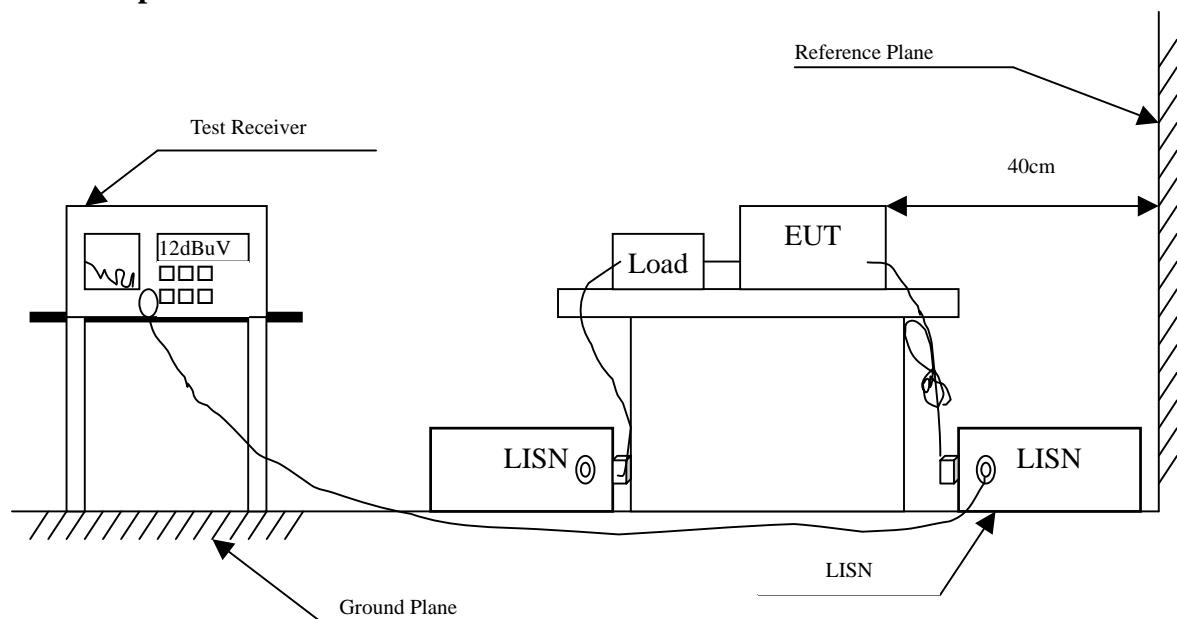 Reference Plane
Test Receiver
40cm
EUT
12dBuV
Load
LISN
LISN
LISN
Ground Plane